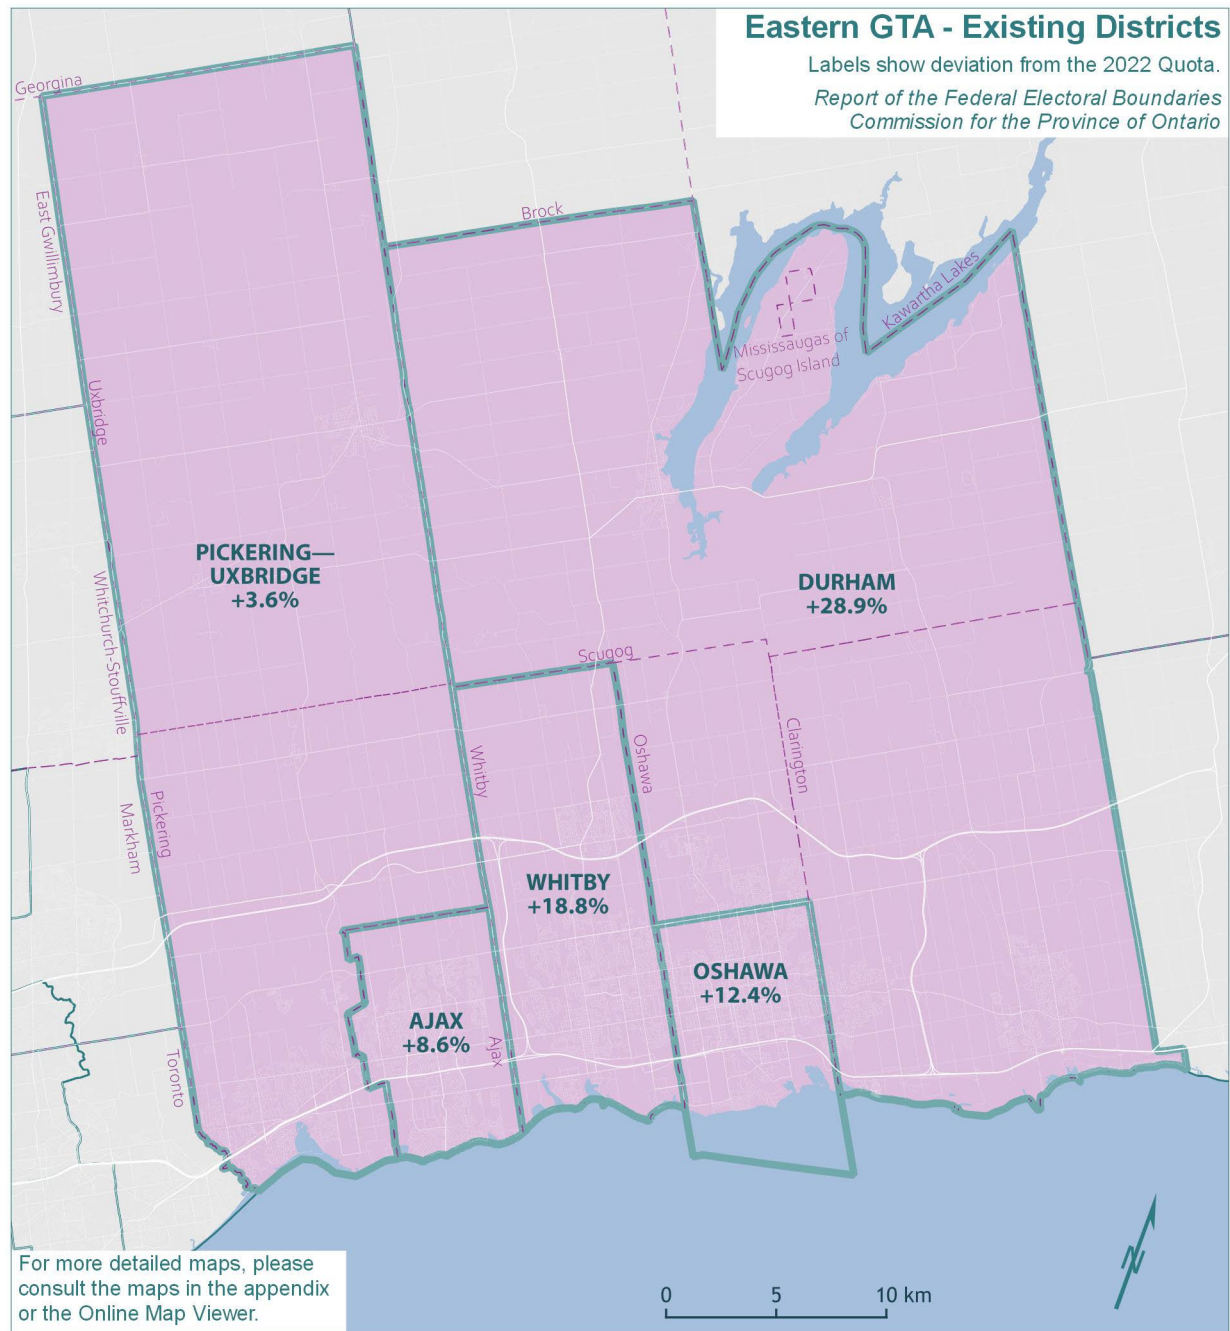 Eastern GTA - Existing Districts
Labels show deviation from the 2022 Quota.
Report of the Federal Electoral Boundaries
Commission for the Province of Ontario
Georgina
East Gwillimbury
Brock
Kawartha Lakes
Mississaugas of
Scugog Island
Uxbridge
PICKERING—
UXBRIDGE
+3.6%
DURHAM
+28.9%
Whitchurch-Stouffville
Scugog
Whitby
Oshawa
Clarington
Pickering
Markham
WHITBY
+18.8%
OSHAWA
+12.4%
AJAX
+8.6%
Ajax
Toronto
For more detailed maps, please
consult the maps in the appendix
or the Online Map Viewer.
0 5 10 km
N